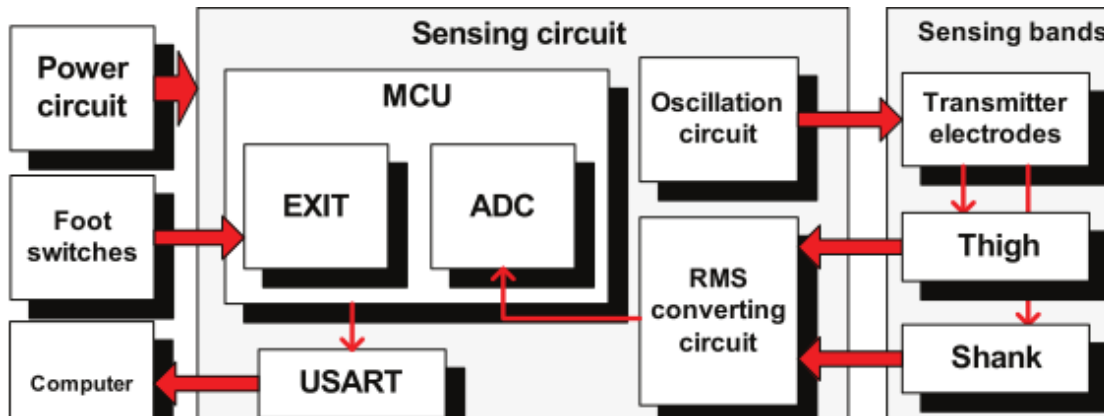 Sensing circuit
Sensing bands
Power
circuit
MCU
Oscillation
circuit
Transmitter
electrodes
EXIT
ADC
Foot
switches
Thigh
RMS
converting
circuit
Shank
Computer
USART